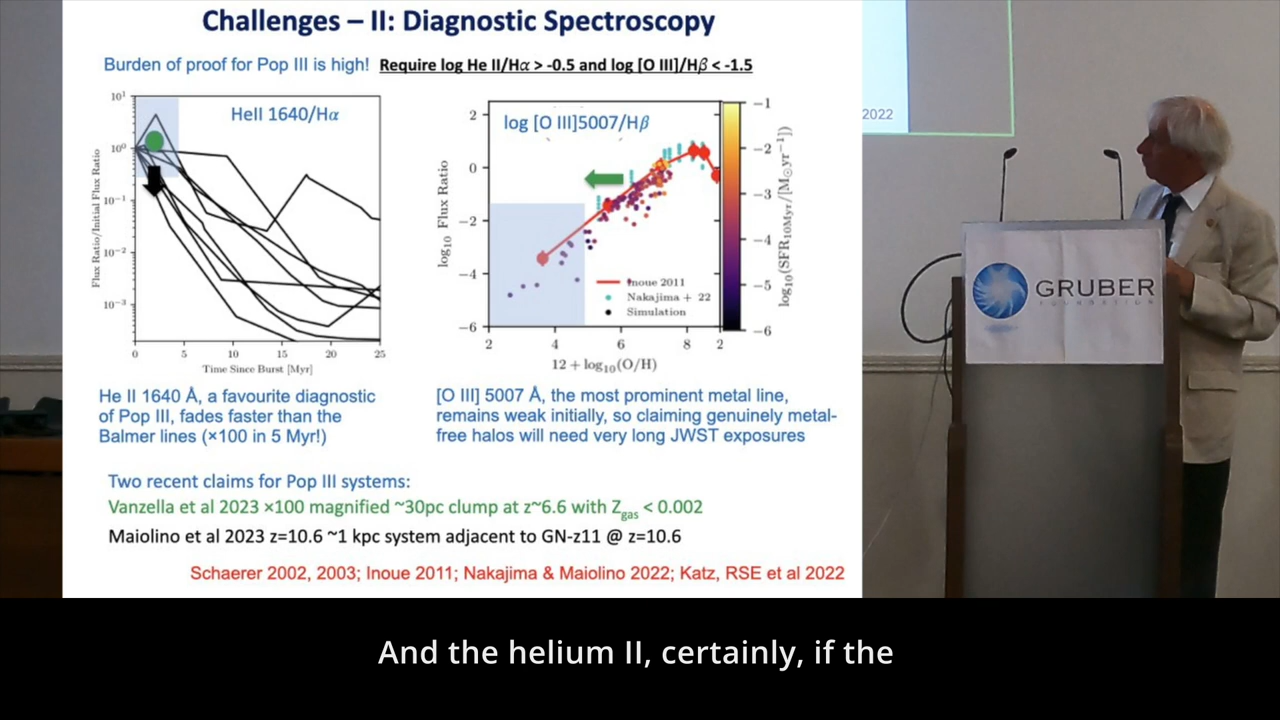 Challenges – II: Diagnostic Spectroscopy
Burden of proof for Pop III is high! Require log He II/Hα > -0.5 and log [O III]/Hβ < -1.5
HeII 1640/Hα
Flux Ratio/Initial Flux Ratio
10¹
10⁰
10⁻¹
10⁻²
10⁻³
0 5 10 15 20 25
Time Since Burst [Myr]
log [O III]5007/Hβ
log₁₀ Flux Ratio
2
0
−2
−4
−6
2 4 6 8 2
12 + log₁₀(O/H)
Inoue 2011
Nakajima + 22
Simulation
−1
−2
−3
−4
−5
−6
log₁₀(SFR₁₀Myr/[M⊙yr⁻¹])
He II 1640 Å, a favourite diagnostic
of Pop III, fades faster than the
Balmer lines (×100 in 5 Myr!)
[O III] 5007 Å, the most prominent metal line,
remains weak initially, so claiming genuinely metal-
free halos will need very long JWST exposures
Two recent claims for Pop III systems:
Vanzella et al 2023 ×100 magnified ~30pc clump at z~6.6 with Zgas < 0.002
Maiolino et al 2023 z=10.6 ~1 kpc system adjacent to GN-z11 @ z=10.6
Schaerer 2002, 2003; Inoue 2011; Nakajima & Maiolino 2022; Katz, RSE et al 2022
2022
GRUBER
FOUNDATION
And the helium II, certainly, if the